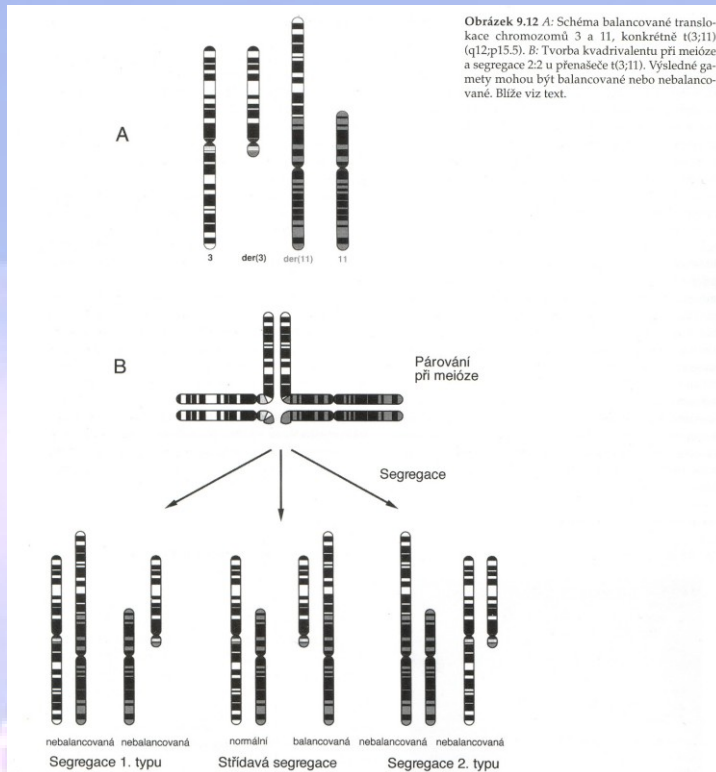 Obrázek 9.12 A: Schéma balancované translo-
kace chromozomů 3 a 11, konkrétně t(3;11)
(q12;p15.5). B: Tvorba kvadrivalentu při meióze
a segregace 2:2 u přenašeče t(3;11). Výsledné ga-
mety mohou být balancované nebo nebalanco-
vané. Blíže viz text.
A
3 der(3) der(11) 11
B
Párování
při meióze
Segregace
nebalancovaná nebalancovaná normální balancovaná nebalancovaná nebalancovaná
Segregace 1. typu Střídavá segregace Segregace 2. typu